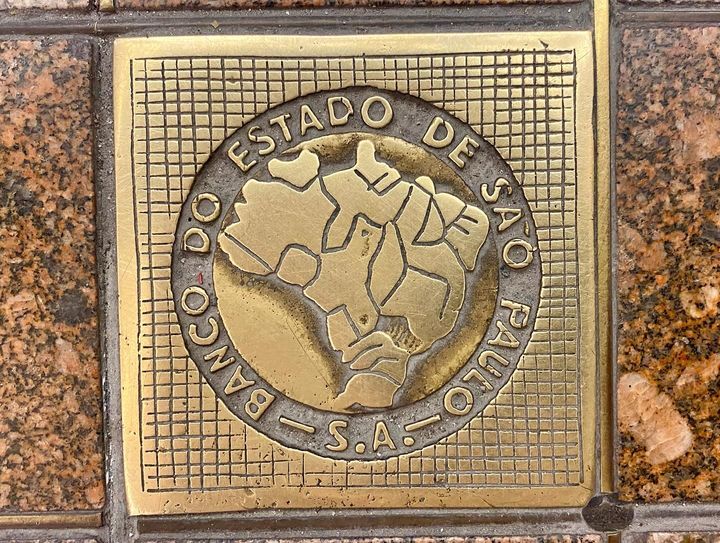 BANCO DO ESTADO DE SÃO PAULO
— S.A. —